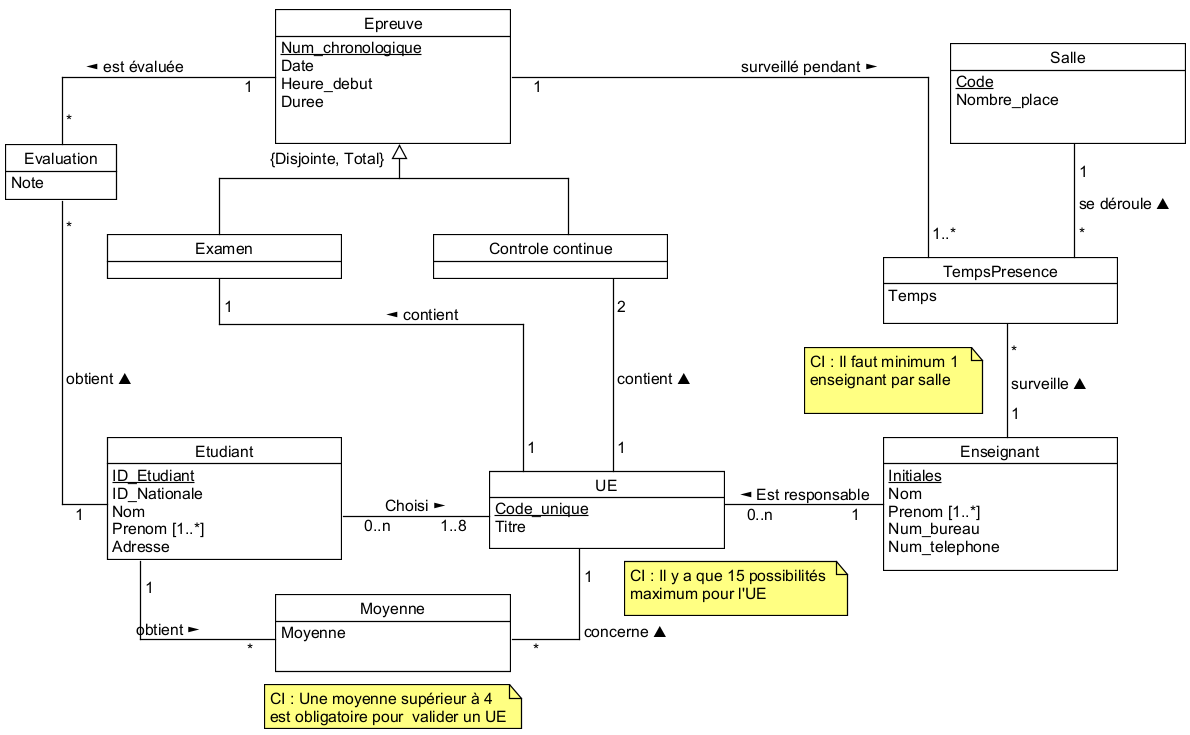 Epreuve
Num_chronologique
Date
Heure_debut
Duree
◄ est évaluée
1
*
surveillé pendant ►
1
1..*
Salle
Code
Nombre_place
1
se déroule ▲
*
Evaluation
Note
*
{Disjointe, Total}
Examen
Controle continue
TempsPresence
Temps
1
◄ contient
1
2
contient ▲
1
CI : Il faut minimum 1
enseignant par salle
*
surveille ▲
1
obtient ▲
1
Etudiant
ID_Etudiant
ID_Nationale
Nom
Prenom [1..*]
Adresse
Choisi ►
0..n
1..8
UE
Code_unique
Titre
◄ Est responsable
0..n
1
Enseignant
Initiales
Nom
Prenom [1..*]
Num_bureau
Num_telephone
CI : Il y a que 15 possibilités
maximum pour l'UE
1
obtient ►
*
Moyenne
Moyenne
1
concerne ▲
*
CI : Une moyenne supérieur à 4
est obligatoire pour valider un UE